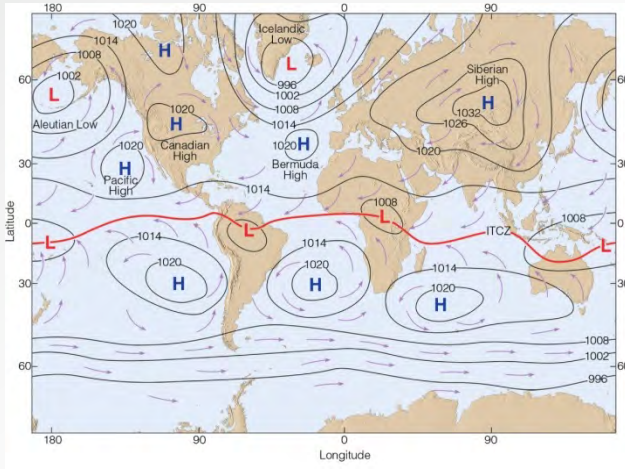 180
90
0
90
1020
1014
1008
1002
L
Aleutian Low
H
Icelandic
Low
L
996
1002
1008
1014
Siberian
High
H
1032
1026
1020
60
1020
H
Canadian
High
1020
H
Bermuda
High
1020
H
Pacific
High
30
1014
1008
L
0
L
L
ITCZ
1008
L
1014
1020
H
1014
1020
H
1014
1020
H
30
1008
1002
996
60
180
90
0
90
Latitude
Longitude